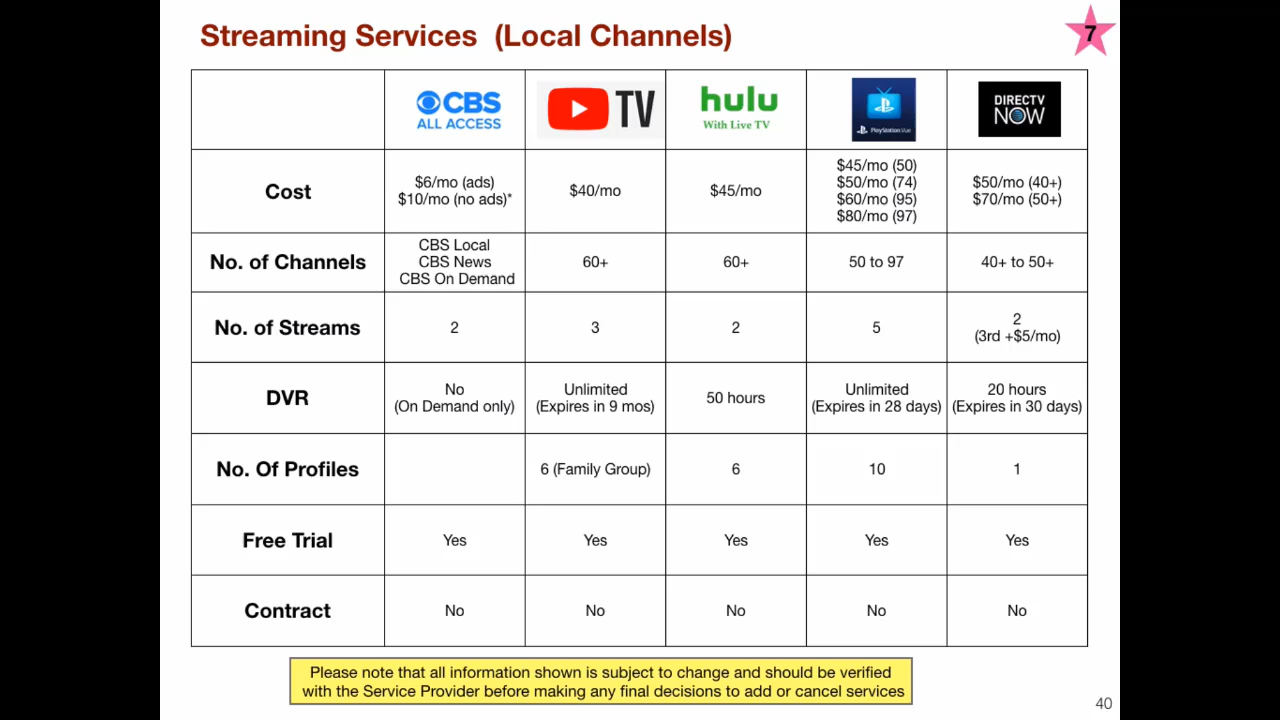 Streaming Services (Local Channels)
7
CBS
ALL ACCESS
TV
hulu
With Live TV
PlayStation Vue
DIRECTV
NOW
Cost
$6/mo (ads)
$10/mo (no ads)*
$40/mo
$45/mo
$45/mo (50)
$50/mo (74)
$60/mo (95)
$80/mo (97)
$50/mo (40+)
$70/mo (50+)
No. of Channels
CBS Local
CBS News
CBS On Demand
60+
60+
50 to 97
40+ to 50+
No. of Streams
2
3
2
5
2
(3rd +$5/mo)
DVR
No
(On Demand only)
Unlimited
(Expires in 9 mos)
50 hours
Unlimited
(Expires in 28 days)
20 hours
(Expires in 30 days)
No. Of Profiles
6 (Family Group)
6
10
1
Free Trial
Yes
Yes
Yes
Yes
Yes
Contract
No
No
No
No
No
Please note that all information shown is subject to change and should be verified
with the Service Provider before making any final decisions to add or cancel services
40